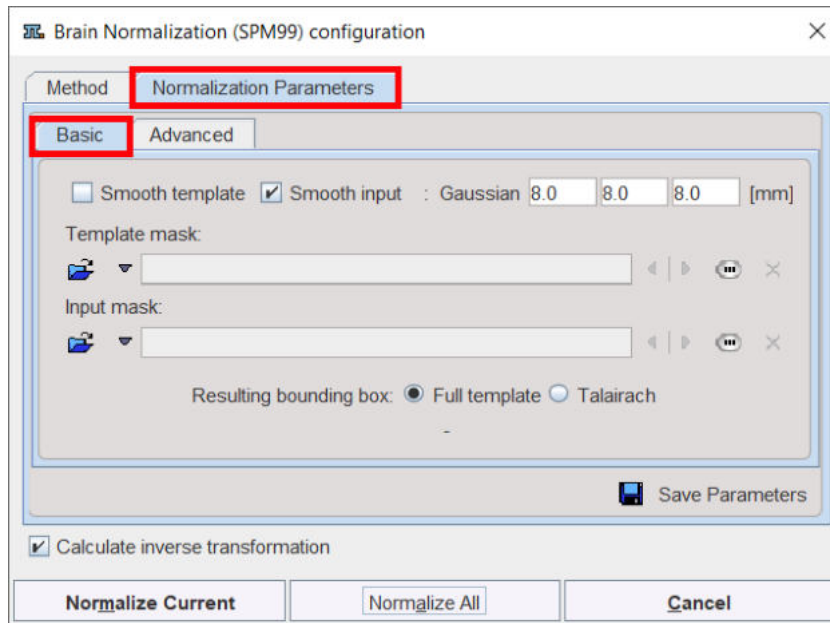 Brain Normalization (SPM99) configuration
Method Normalization Parameters
Basic Advanced
Smooth template Smooth input : Gaussian 8.0 8.0 8.0 [mm]
Template mask:
Input mask:
Resulting bounding box: Full template Talairach
-
Save Parameters
Calculate inverse transformation
Normalize Current Normalize All Cancel